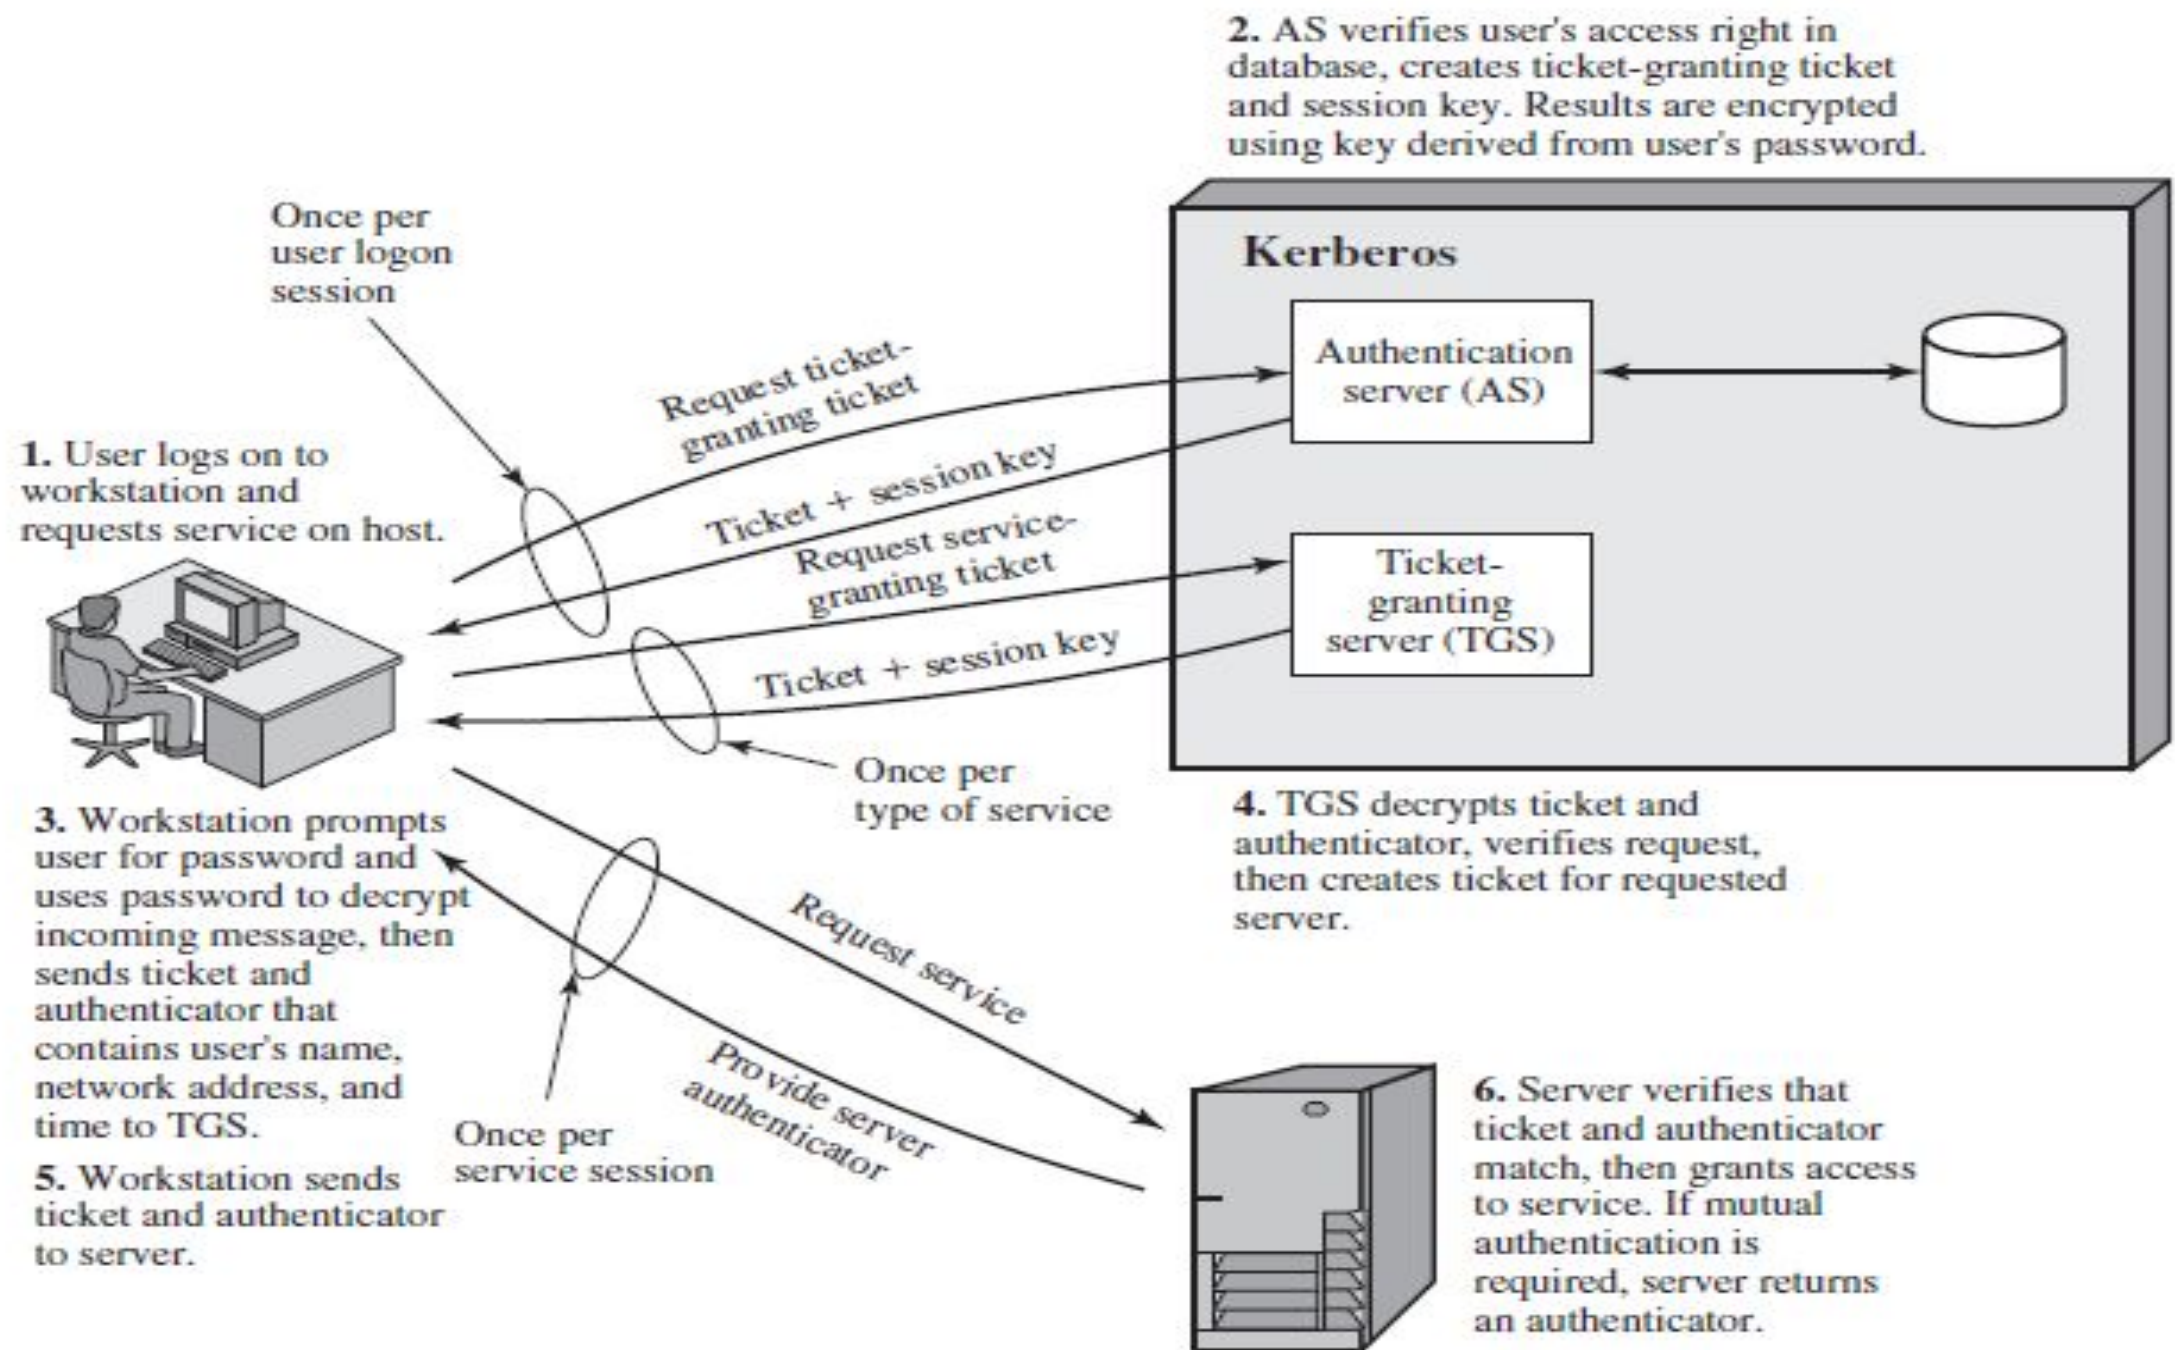 2. AS verifies user's access right in
database, creates ticket-granting ticket
and session key. Results are encrypted
using key derived from user's password.
Once per
user logon
session
Kerberos
Authentication
server (AS)
Request ticket-
granting ticket
1. User logs on to
workstation and
requests service on host.
Ticket + session key
Request service-
granting ticket
Ticket-
granting
server (TGS)
Ticket + session key
Once per
type of service
3. Workstation prompts
user for password and
uses password to decrypt
incoming message, then
sends ticket and
authenticator that
contains user's name,
network address, and
time to TGS.
4. TGS decrypts ticket and
authenticator, verifies request,
then creates ticket for requested
server.
Request service
Provide server
authenticator
Once per
service session
5. Workstation sends
ticket and authenticator
to server.
6. Server verifies that
ticket and authenticator
match, then grants access
to service. If mutual
authentication is
required, server returns
an authenticator.